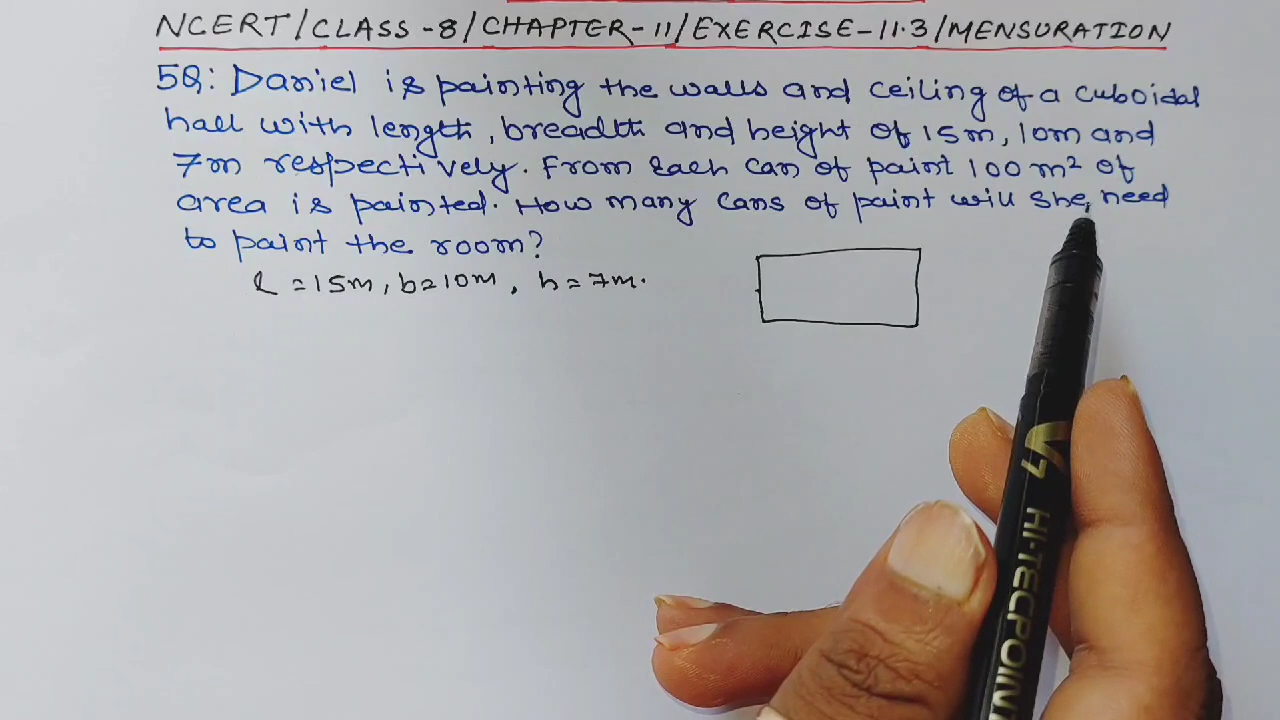 NCERT/CLASS-8/CHAPTER-11/EXERCISE-11.3/MENSURATION
5Q: Daniel is painting the walls and ceiling of a cuboidal
hall with length, breadth and height of 15m, 10m and
7m respectively. From each can of paint 100 m² of
area is painted. How many cans of paint will she need
to paint the room?
l = 15m, b = 10m, h = 7m.
V7 HI-TECPOINT